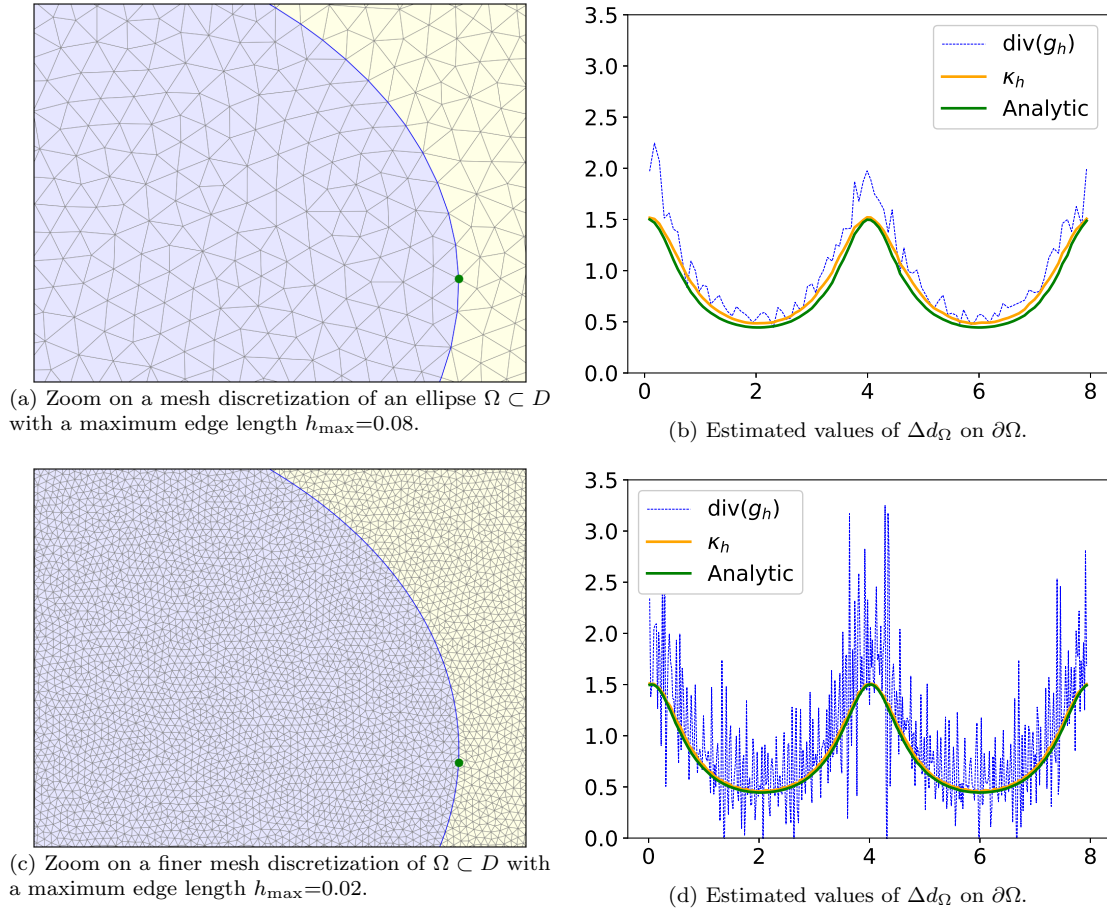 3.5
3.0
2.5
2.0
1.5
1.0
0.5
0.0
0 2 4 6 8
div(g_h)
κ_h
Analytic
(a) Zoom on a mesh discretization of an ellipse Ω ⊂ D
with a maximum edge length h_max=0.08.
(b) Estimated values of Δd_Ω on ∂Ω.
3.5
3.0
2.5
2.0
1.5
1.0
0.5
0.0
0 2 4 6 8
div(g_h)
κ_h
Analytic
(c) Zoom on a finer mesh discretization of Ω ⊂ D with
a maximum edge length h_max=0.02.
(d) Estimated values of Δd_Ω on ∂Ω.